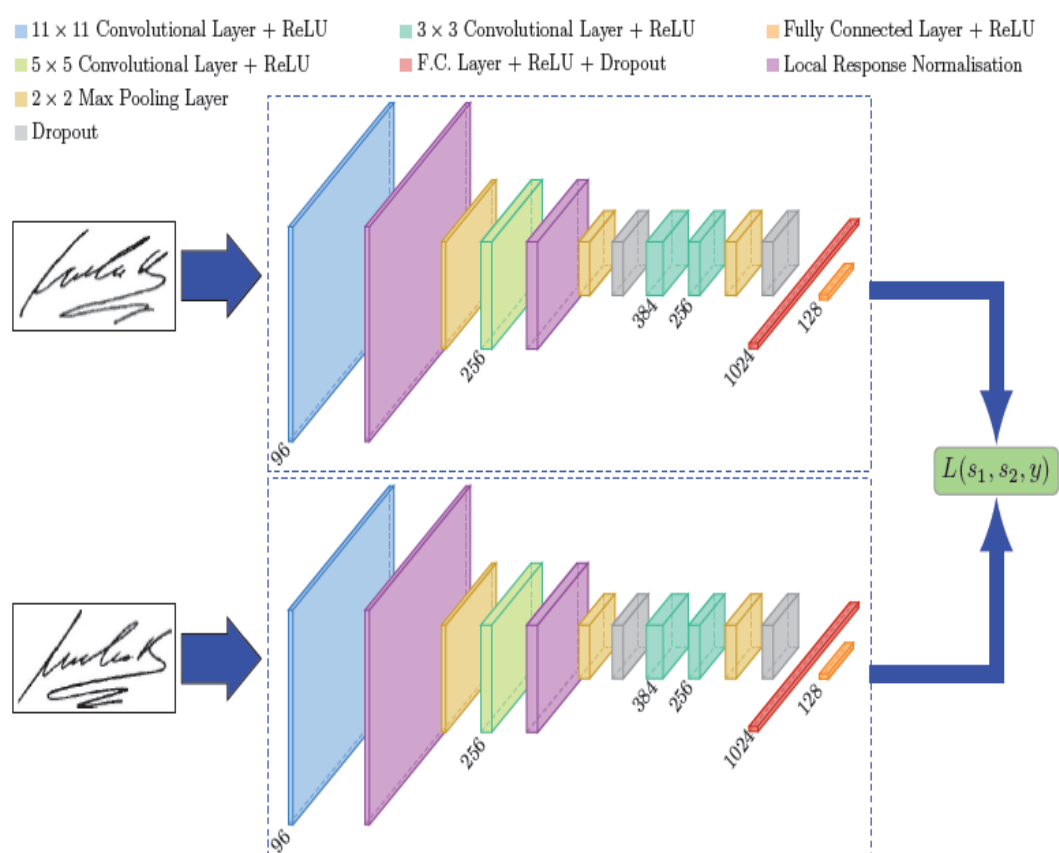 11 × 11 Convolutional Layer + ReLU
3 × 3 Convolutional Layer + ReLU
Fully Connected Layer + ReLU
5 × 5 Convolutional Layer + ReLU
F.C. Layer + ReLU + Dropout
Local Response Normalisation
2 × 2 Max Pooling Layer
Dropout
96
256
384
256
1024
128
L(s₁, s₂, y)
96
256
384
256
1024
128